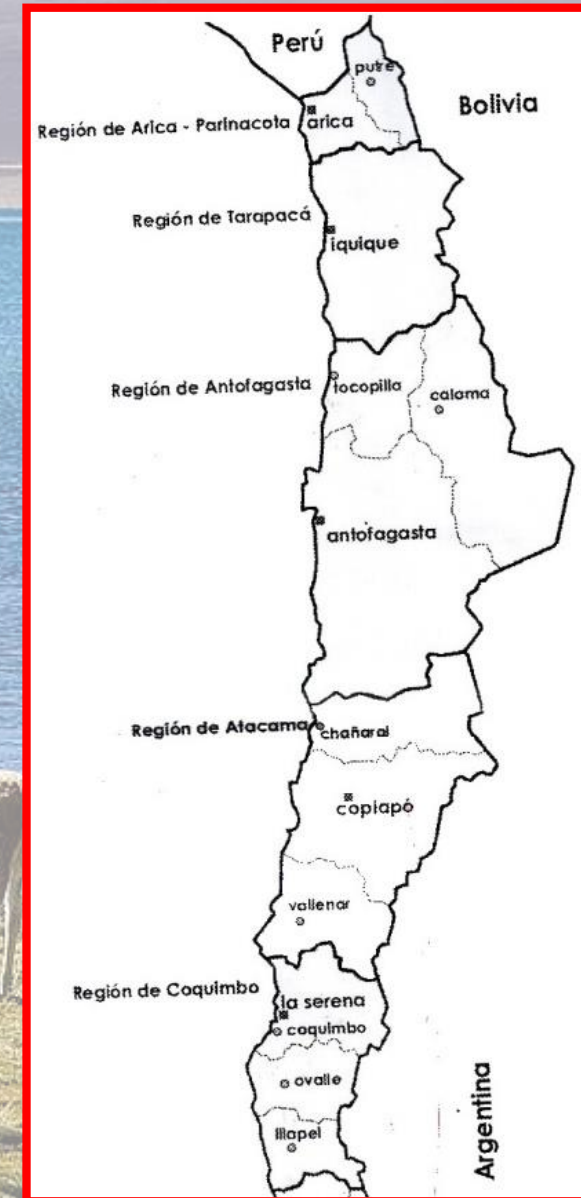 Perú
putre
Bolivia
Región de Arica - Parinacota
arica
Región de Tarapacá
iquique
Región de Antofagasta
tocopilla
calama
antofagasta
Región de Atacama
chañaral
copiapó
vallenar
Región de Coquimbo
la serena
coquimbo
ovalle
illapel
Argentina